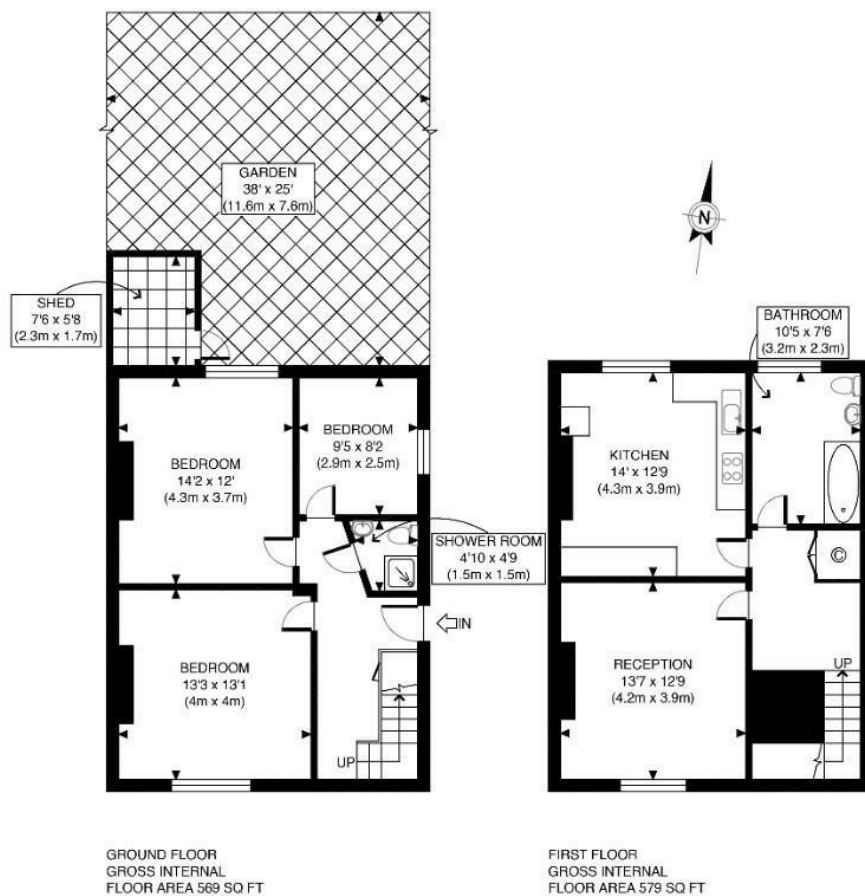 GARDEN
38' x 25'
(11.6m x 7.6m)
N
SHED
7'6 x 5'8
(2.3m x 1.7m)
BATHROOM
10'5 x 7'6
(3.2m x 2.3m)
BEDROOM
14'2 x 12'
(4.3m x 3.7m)
BEDROOM
9'5 x 8'2
(2.9m x 2.5m)
KITCHEN
14' x 12'9
(4.3m x 3.9m)
SHOWER ROOM
4'10 x 4'9
(1.5m x 1.5m)
C
IN
BEDROOM
13'3 x 13'1
(4m x 4m)
UP
RECEPTION
13'7 x 12'9
(4.2m x 3.9m)
UP
GROUND FLOOR
GROSS INTERNAL
FLOOR AREA 569 SQ FT
FIRST FLOOR
GROSS INTERNAL
FLOOR AREA 579 SQ FT